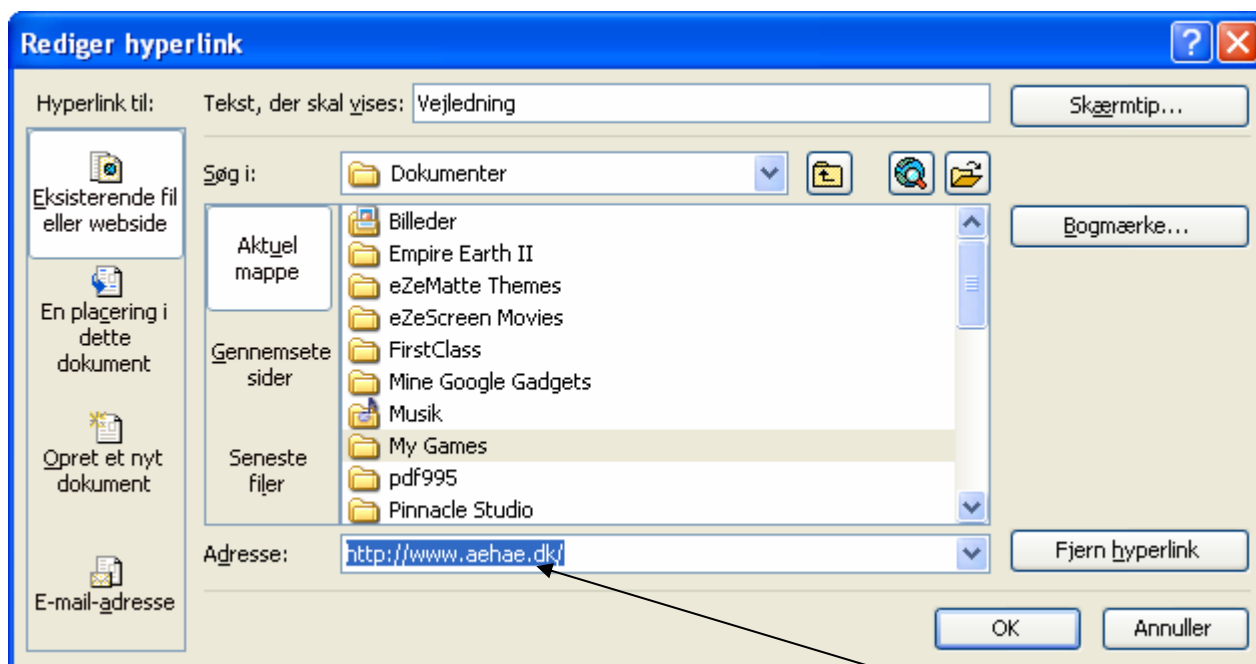 Rediger hyperlink
Hyperlink til:
Tekst, der skal vises: Vejledning
Skærmtip...
Eksisterende fil
eller webside
En placering i
dette
dokument
Opret et nyt
dokument
E-mail-adresse
Søg i:
Dokumenter
Aktuel
mappe
Gennemsete
sider
Seneste
filer
Billeder
Empire Earth II
eZeMatte Themes
eZeScreen Movies
FirstClass
Mine Google Gadgets
Musik
My Games
pdf995
Pinnacle Studio
Bogmærke...
Adresse:
http://www.aehae.dk/
Fjern hyperlink
OK
Annuller